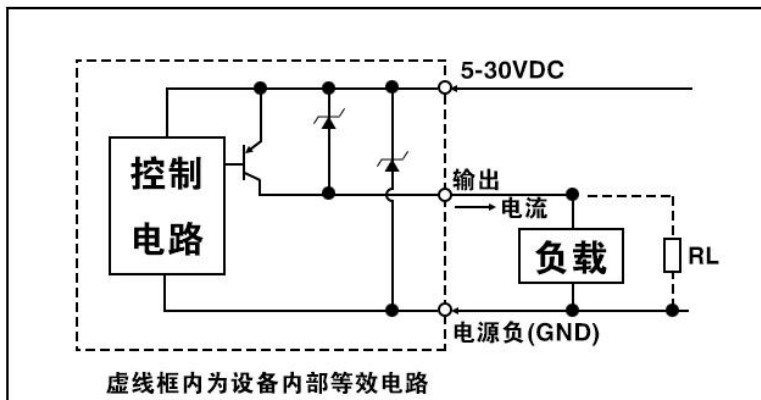 5-30VDC
控制
电路
输出
电流
负载
RL
电源负(GND)
虚线框内为设备内部等效电路